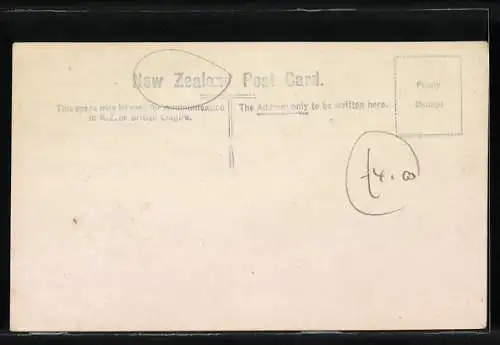 New Zealand Post Card.
This space may be used for communication
in N.Z. or British Empire.
The Address only to be written here.
Penny
Stamp
£4.00